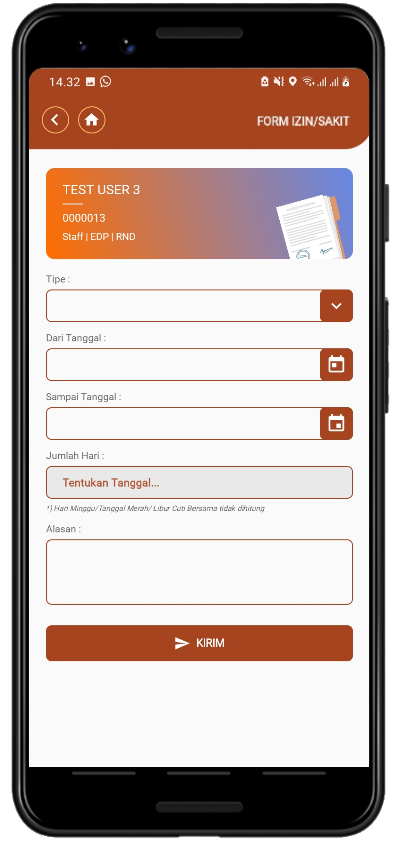 14.32
FORM IZIN/SAKIT
TEST USER 3
0000013
Staff | EDP | RND
Tipe :
Dari Tanggal :
Sampai Tanggal :
Jumlah Hari :
Tentukan Tanggal...
*) Hari Minggu/Tanggal Merah/ Libur Cuti Bersama tidak dihitung
Alasan :
KIRIM